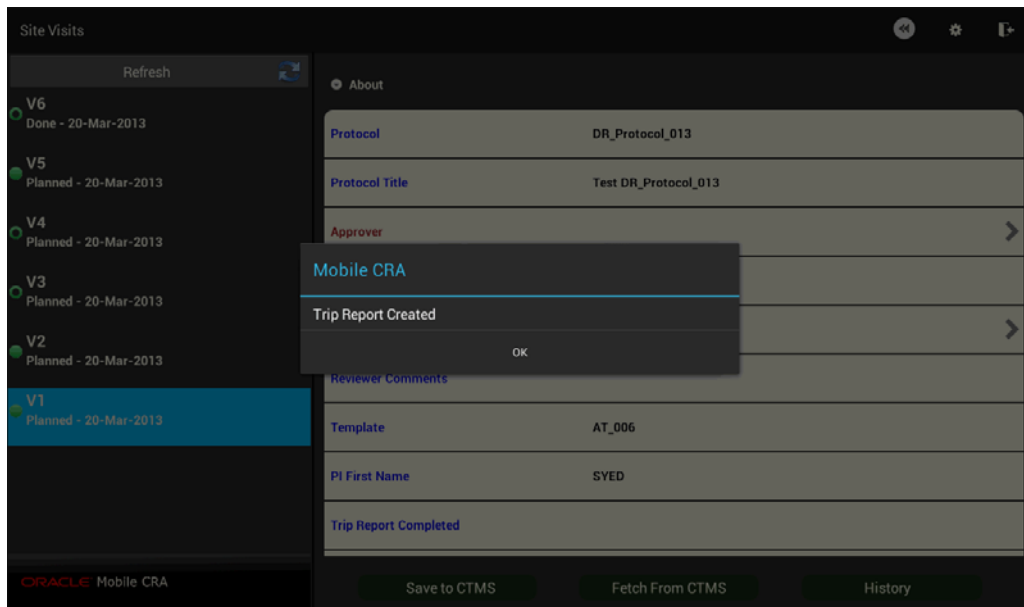 Site Visits
Refresh
V6
Done - 20-Mar-2013
V5
Planned - 20-Mar-2013
V4
Planned - 20-Mar-2013
V3
Planned - 20-Mar-2013
V2
Planned - 20-Mar-2013
V1
Planned - 20-Mar-2013
ORACLE Mobile CRA
About
Protocol DR_Protocol_013
Protocol Title Test DR_Protocol_013
Approver
Mobile CRA
Trip Report Created
OK
Reviewer Comments
Template AT_006
PI First Name SYED
Trip Report Completed
Save to CTMS Fetch From CTMS History